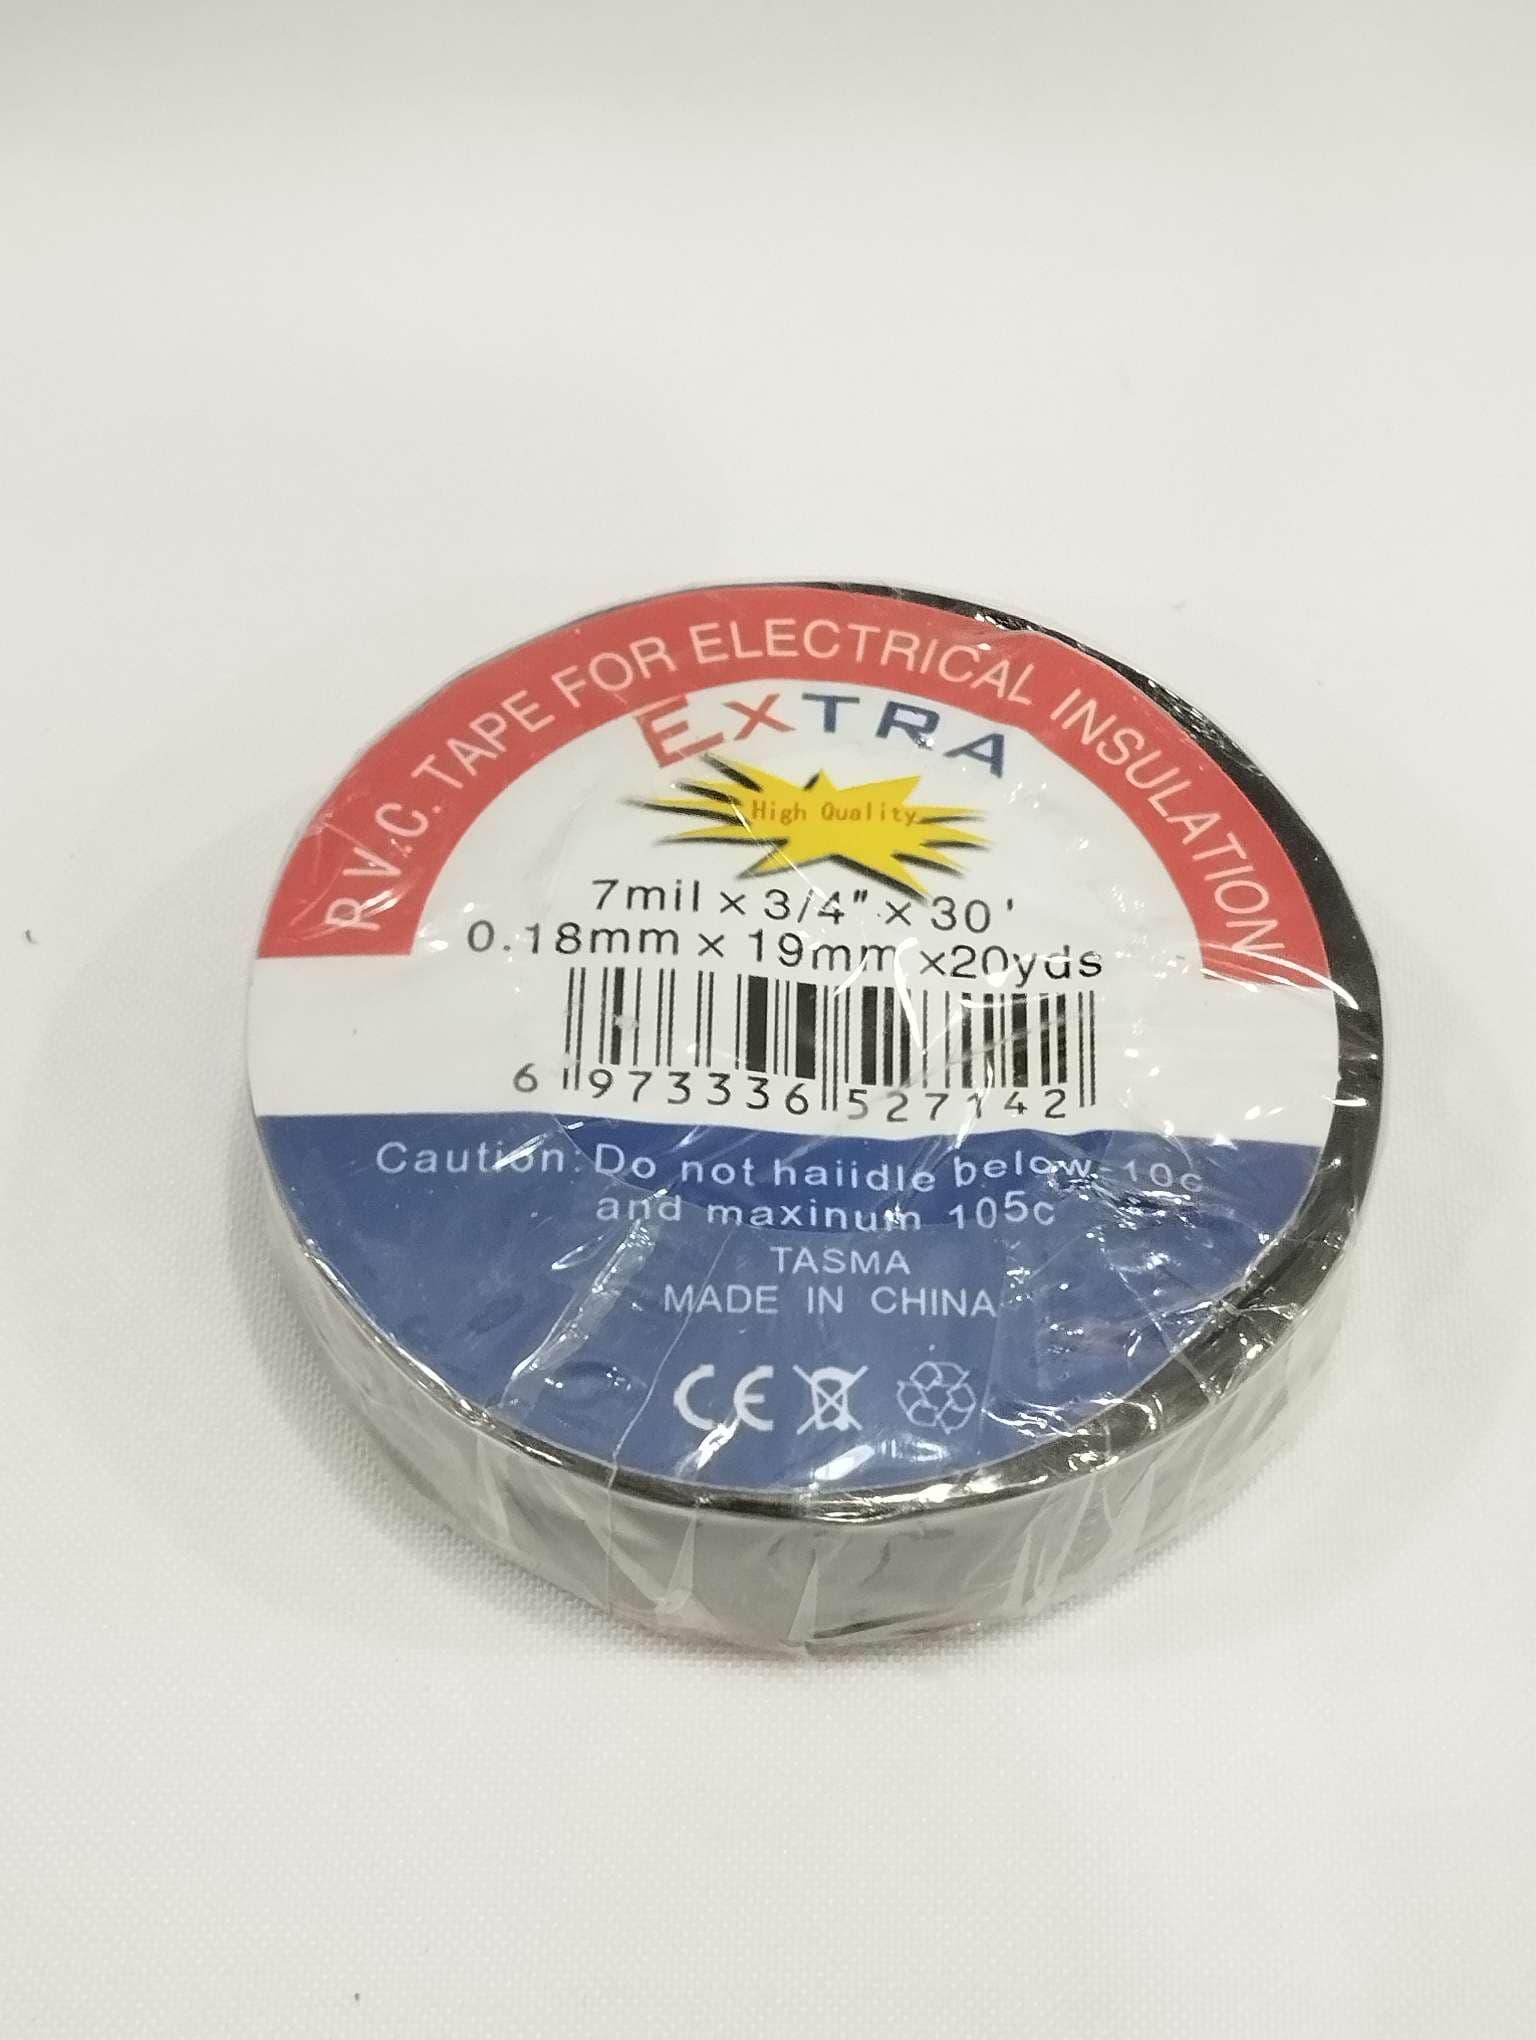 P.V.C. TAPE FOR ELECTRICAL INSULATION
EXTRA
High Quality
7mil × 3/4" × 30'
0.18mm × 19mm ×20yds
6 973336 527142
Caution: Do not haiidle below-10c
and maxinum 105c
TASMA
MADE IN CHINA
CE